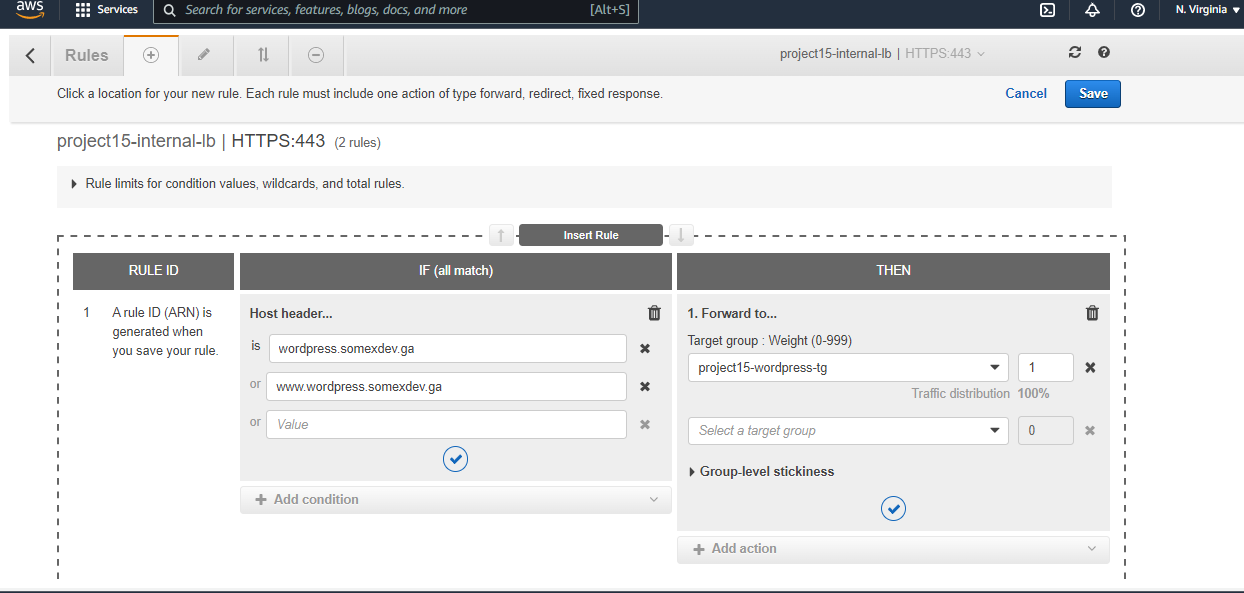 aws Services Search for services, features, blogs, docs, and more [Alt+S] N. Virginia
Rules project15-internal-lb | HTTPS:443
Click a location for your new rule. Each rule must include one action of type forward, redirect, fixed response. Cancel Save
project15-internal-lb | HTTPS:443 (2 rules)
Rule limits for condition values, wildcards, and total rules.
Insert Rule
RULE ID IF (all match) THEN
1 A rule ID (ARN) is generated when you save your rule.
Host header...
is wordpress.somexdev.ga
or www.wordpress.somexdev.ga
or Value
Add condition
1. Forward to...
Target group : Weight (0-999)
project15-wordpress-tg 1
Traffic distribution 100%
Select a target group 0
Group-level stickiness
Add action